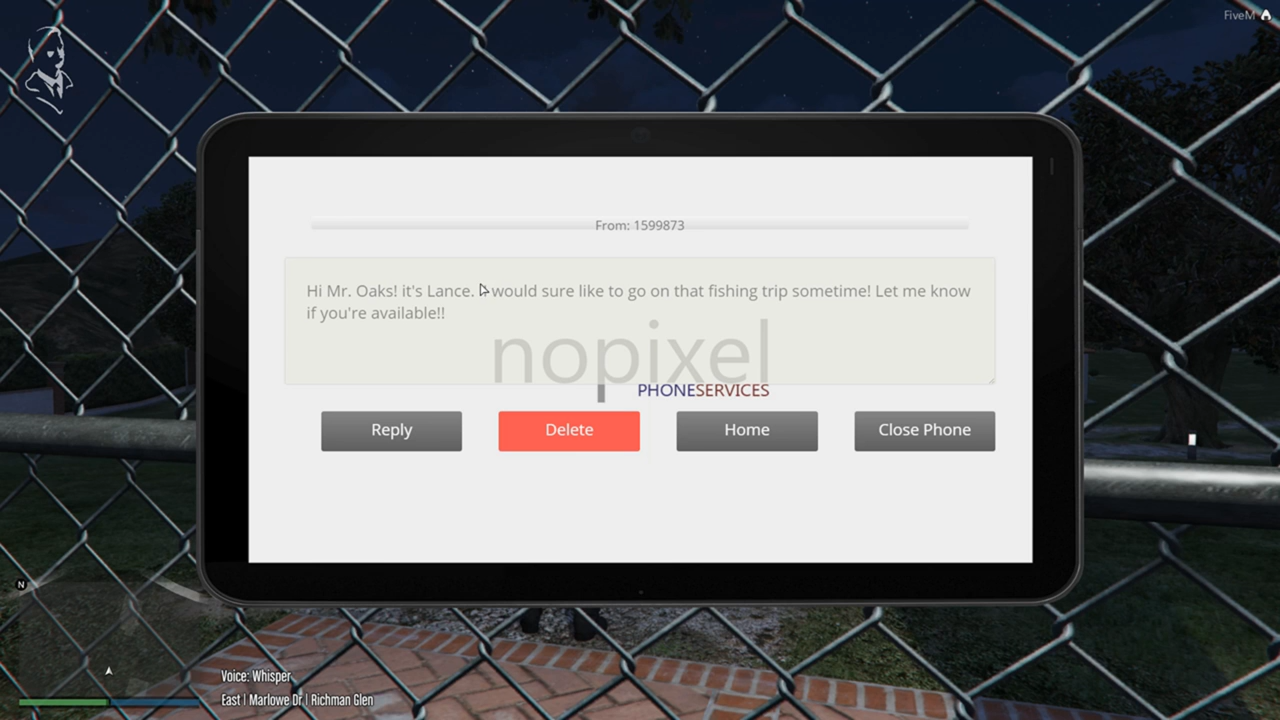 FiveM
From: 1599873
Hi Mr. Oaks! it's Lance. would sure like to go on that fishing trip sometime! Let me know
if you're available!!
nopixel
PHONESERVICES
Reply
Delete
Home
Close Phone
N
Voice: Whisper
East | Marlowe Dr | Richman Glen